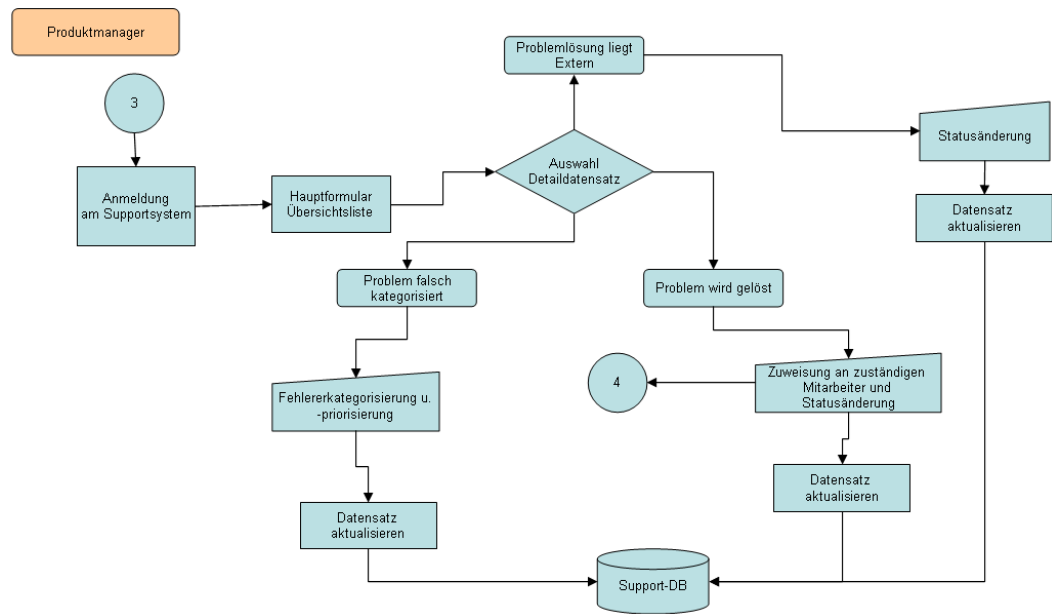 Produktmanager
3
Anmeldung
am Supportsystem
Hauptformular
Übersichtsliste
Auswahl
Detaildatensatz
Problemlösung liegt
Extern
Statusänderung
Datensatz
aktualisieren
Problem falsch
kategorisiert
Problem wird gelöst
Fehlererkategorisierung u.
-priorisierung
4
Zuweisung an zuständigen
Mitarbeiter und
Statusänderung
Datensatz
aktualisieren
Datensatz
aktualisieren
Support-DB